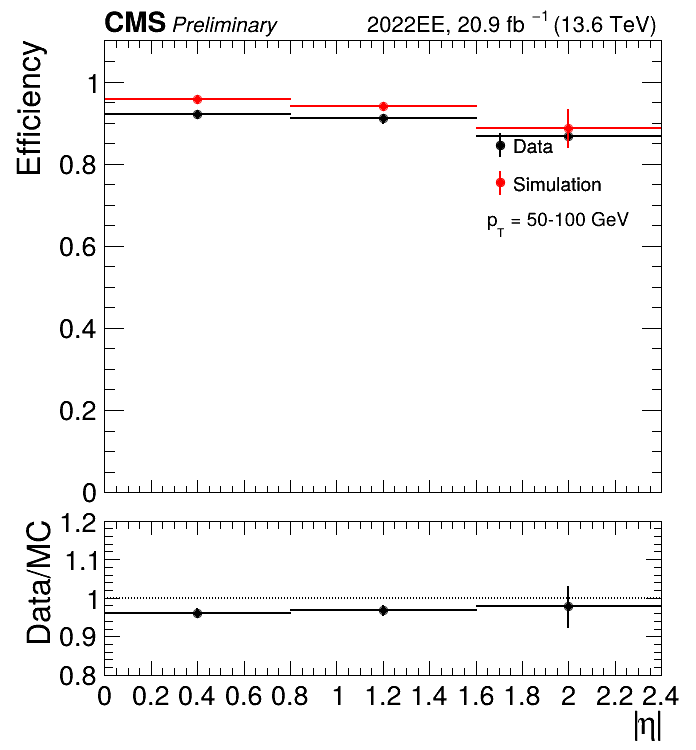 CMS Preliminary 2022EE, 20.9 fb⁻¹ (13.6 TeV)
Efficiency
1
0.8
0.6
0.4
0.2
0
Data
Simulation
pT = 50-100 GeV
Data/MC
1.2
1.1
1
0.9
0.8
0 0.2 0.4 0.6 0.8 1 1.2 1.4 1.6 1.8 2 2.2 2.4
|η|